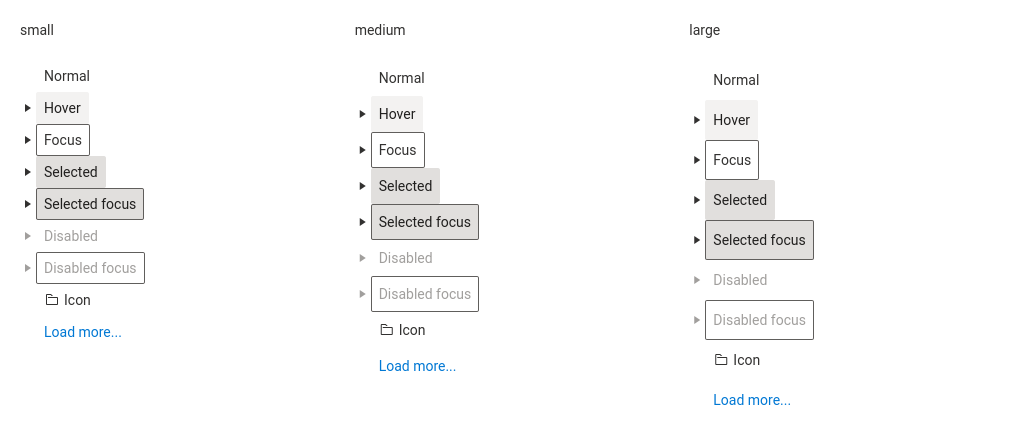 small
Normal
Hover
Focus
Selected
Selected focus
Disabled
Disabled focus
Icon
Load more...
medium
Normal
Hover
Focus
Selected
Selected focus
Disabled
Disabled focus
Icon
Load more...
large
Normal
Hover
Focus
Selected
Selected focus
Disabled
Disabled focus
Icon
Load more...